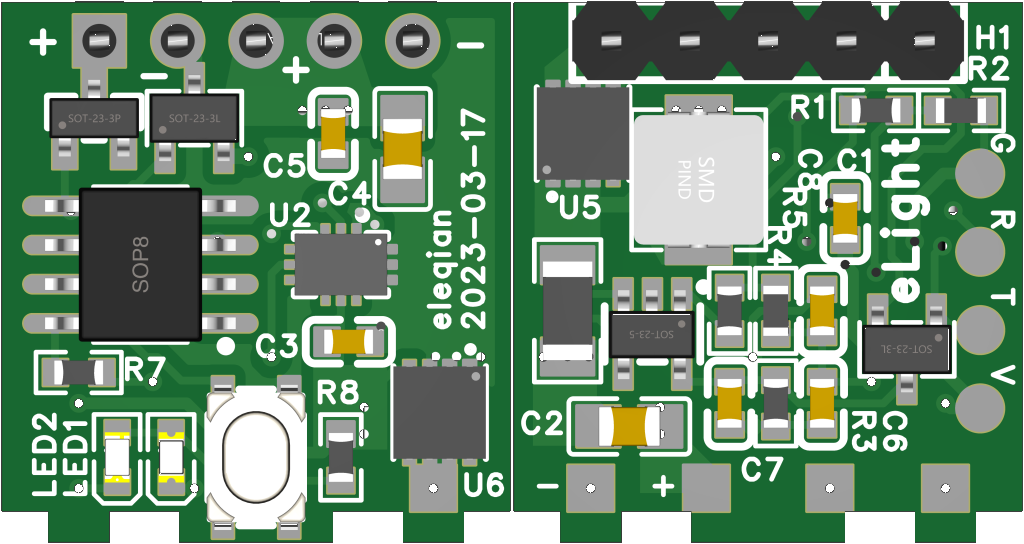 +
-
+
-
SOT-23-3P
SOT-23-3L
C5
C4
U2
SOP8
eleqian
2023-03-17
C3
R7
R8
LED2
LED1
U6
H1
R2
R1
U5
SMD
PIND
C8
C1
R5
R4
eLight
G
R
T
V
SOT-23-5
SOT-23-3L
C2
R3
C6
C7
-
+